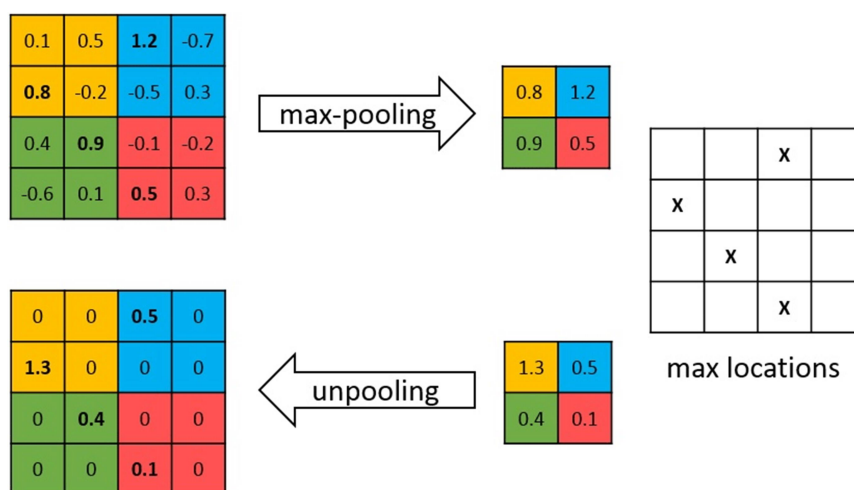 0.1 0.5 1.2 -0.7
0.8 -0.2 -0.5 0.3
0.4 0.9 -0.1 -0.2
-0.6 0.1 0.5 0.3
max-pooling
0.8 1.2
0.9 0.5
X
X
X
X
max locations
0 0 0.5 0
1.3 0 0 0
0 0.4 0 0
0 0 0.1 0
unpooling
1.3 0.5
0.4 0.1